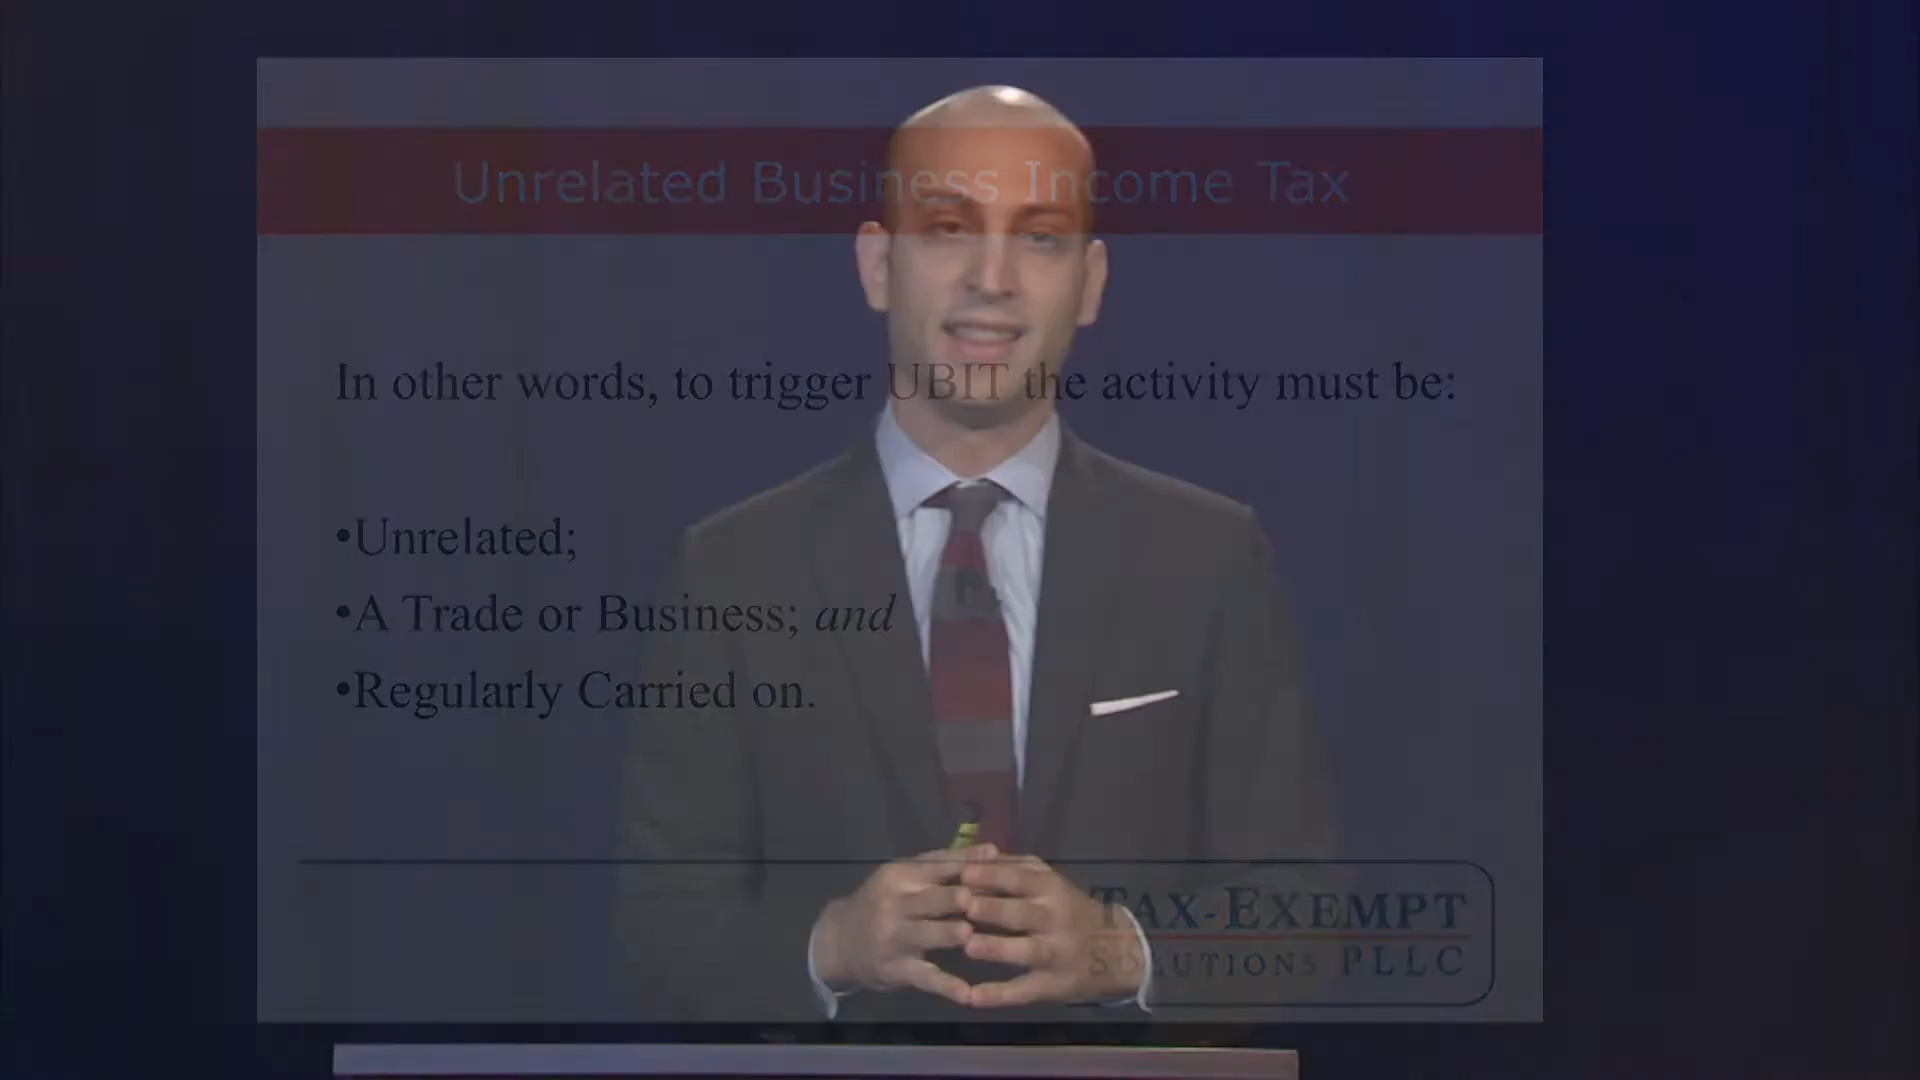 Unrelated Business Income Tax
In other words, to trigger UBIT the activity must be:
•Unrelated;
•A Trade or Business; and
•Regularly Carried on.
TAX-EXEMPT
SOLUTIONS PLLC